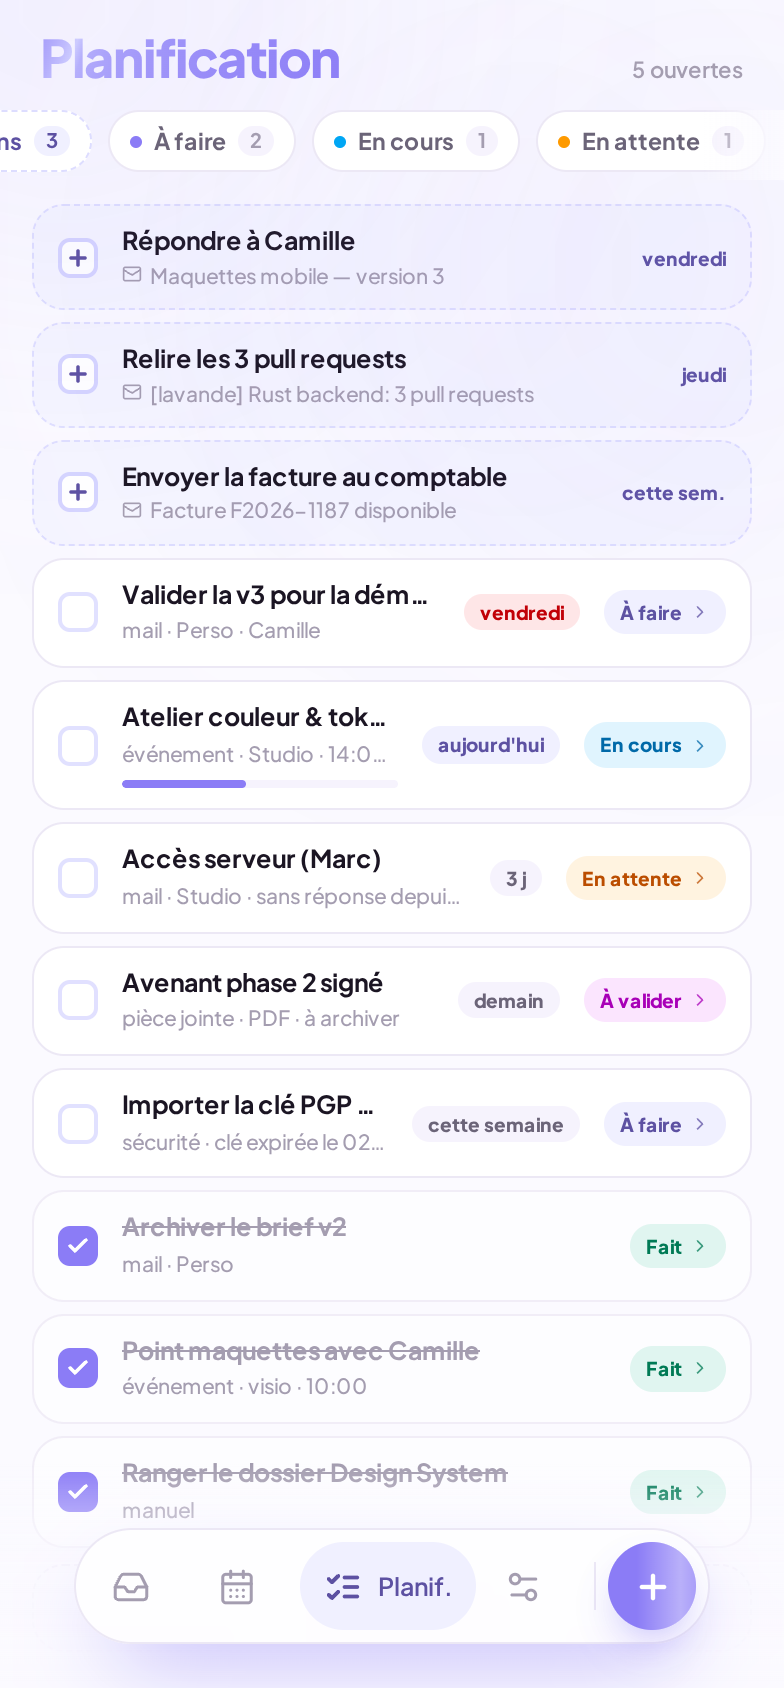 Planification
5 ouvertes
ns 3
À faire 2
En cours 1
En attente 1
Répondre à Camille
Maquettes mobile — version 3
vendredi
Relire les 3 pull requests
[lavande] Rust backend: 3 pull requests
jeudi
Envoyer la facture au comptable
Facture F2026-1187 disponible
cette sem.
Valider la v3 pour la dém…
mail · Perso · Camille
vendredi
À faire
Atelier couleur & tok…
événement · Studio · 14:0…
aujourd'hui
En cours
Accès serveur (Marc)
mail · Studio · sans réponse depui…
3 j
En attente
Avenant phase 2 signé
pièce jointe · PDF · à archiver
demain
À valider
Importer la clé PGP …
sécurité · clé expirée le 02…
cette semaine
À faire
Archiver le brief v2
mail · Perso
Fait
Point maquettes avec Camille
événement · visio · 10:00
Fait
Ranger le dossier Design System
manuel
Fait
Planif.